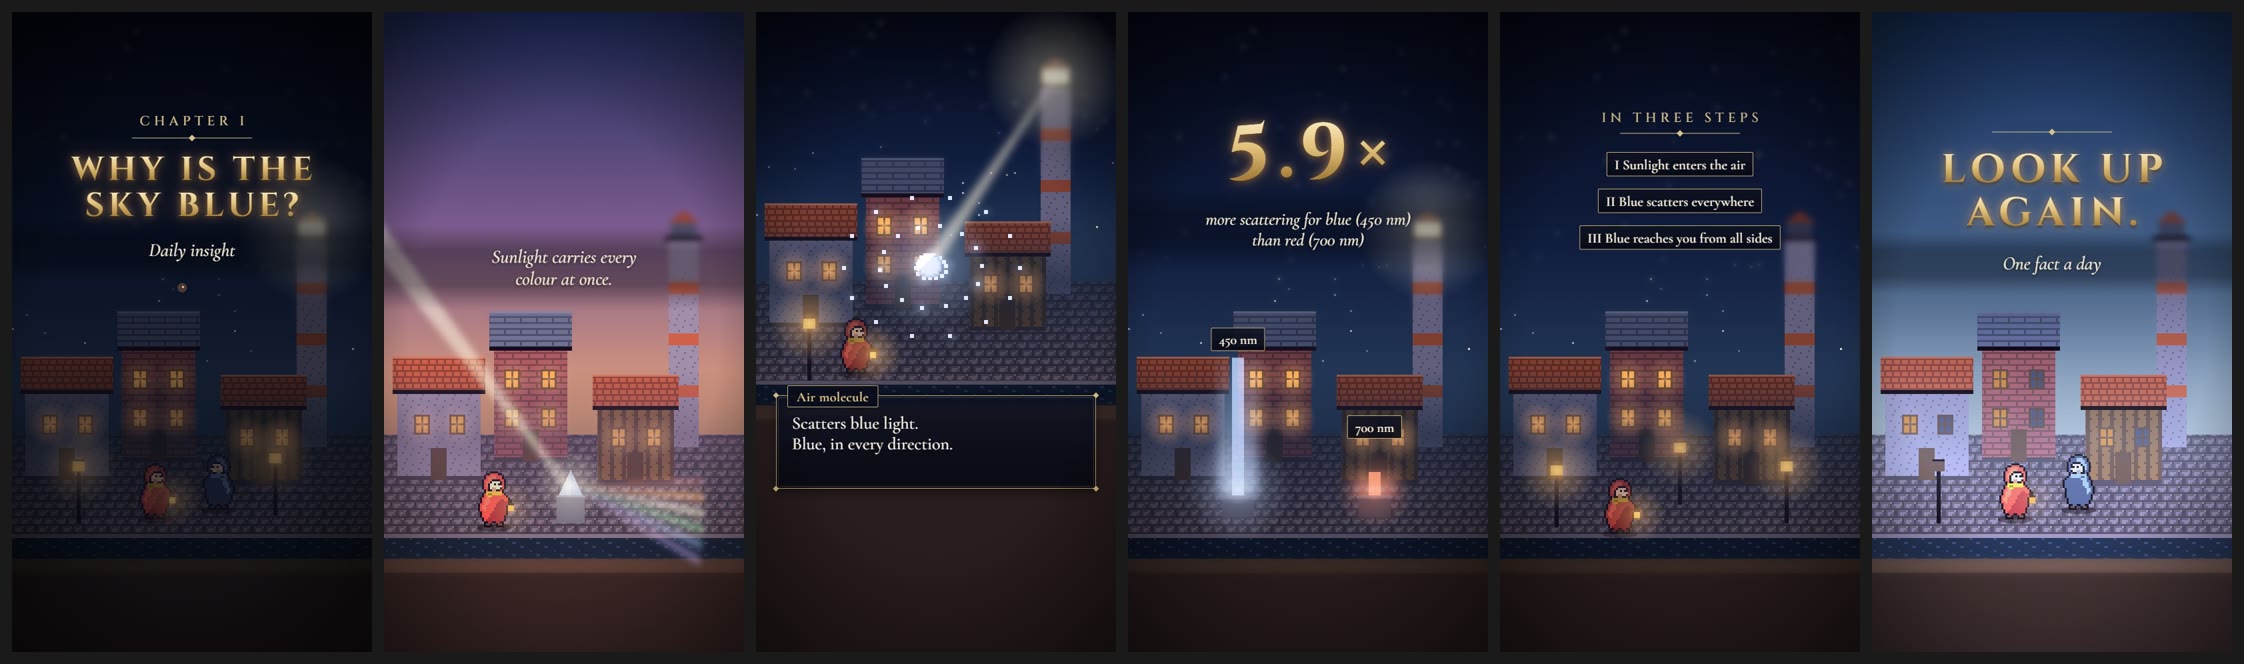 CHAPTER I
WHY IS THE
SKY BLUE?
Daily insight
Sunlight carries every
colour at once.
Air molecule
Scatters blue light.
Blue, in every direction.
5.9×
more scattering for blue (450 nm)
than red (700 nm)
450 nm
700 nm
IN THREE STEPS
I Sunlight enters the air
II Blue scatters everywhere
III Blue reaches you from all sides
LOOK UP
AGAIN.
One fact a day